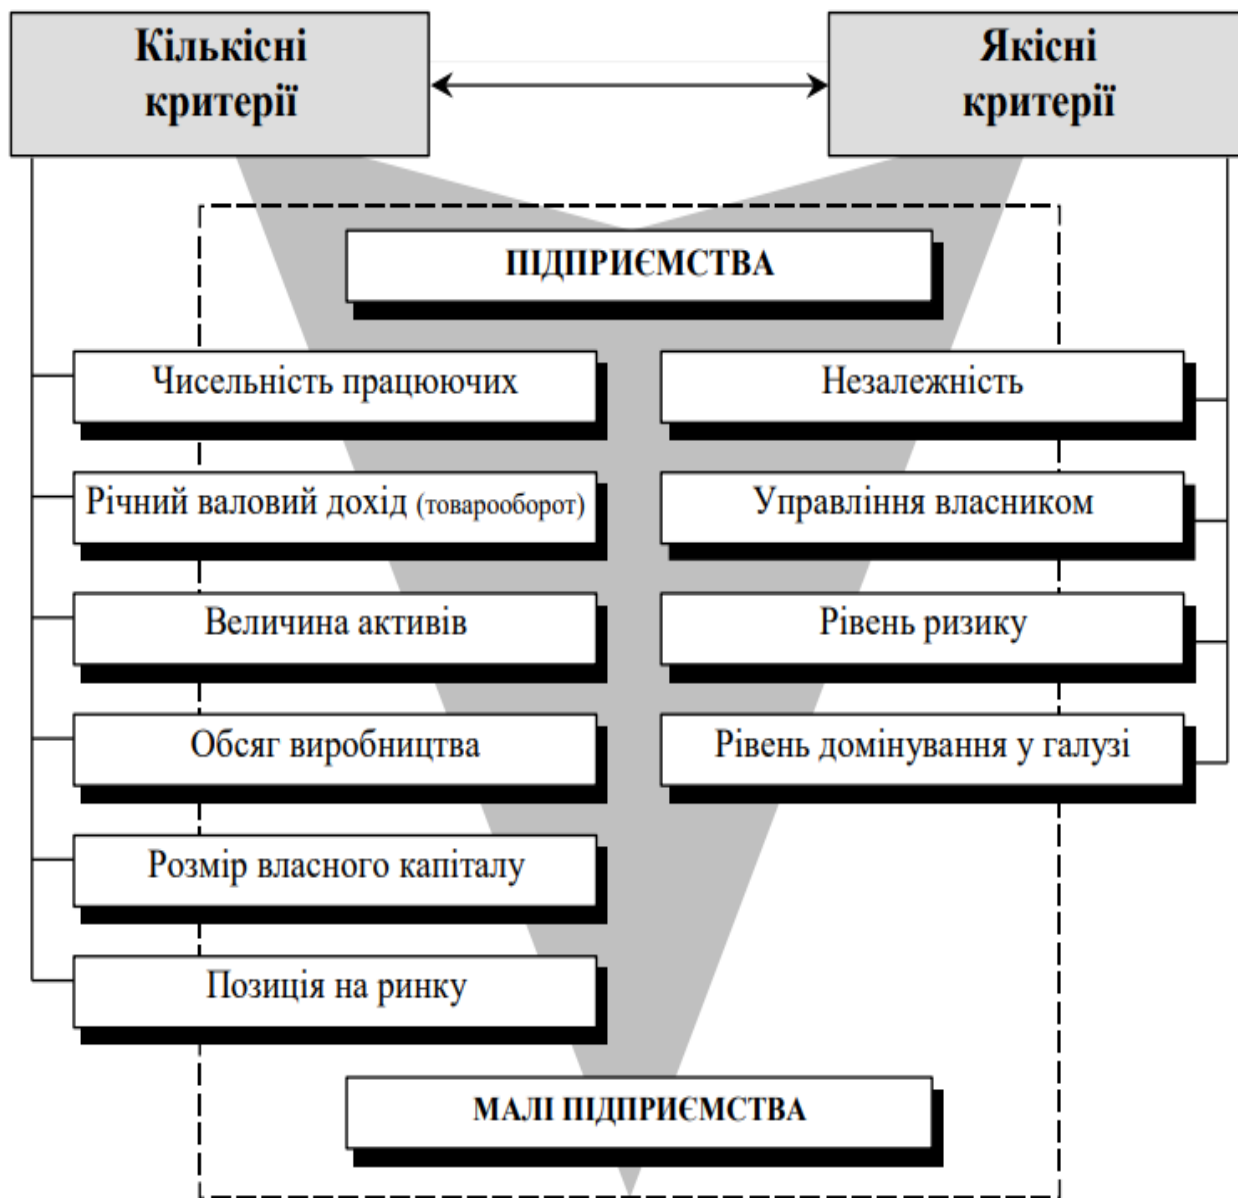 Кількісні
критерії
Якісні
критерії
ПІДПРИЄМСТВА
Чисельність працюючих
Незалежність
Річний валовий дохід (товарооборот)
Управління власником
Величина активів
Рівень ризику
Обсяг виробництва
Рівень домінування у галузі
Розмір власного капіталу
Позиція на ринку
МАЛІ ПІДПРИЄМСТВА